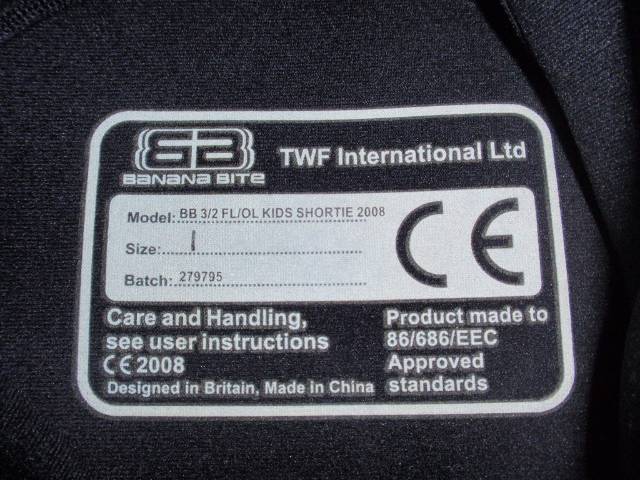 BB
BANANA BITE
TWF International Ltd
Model: BB 3/2 FL/OL KIDS SHORTIE 2008
Size: 1
Batch: 279795
CE
Care and Handling,
see user instructions
CE 2008
Designed in Britain, Made in China
Product made to
86/686/EEC
Approved
standards